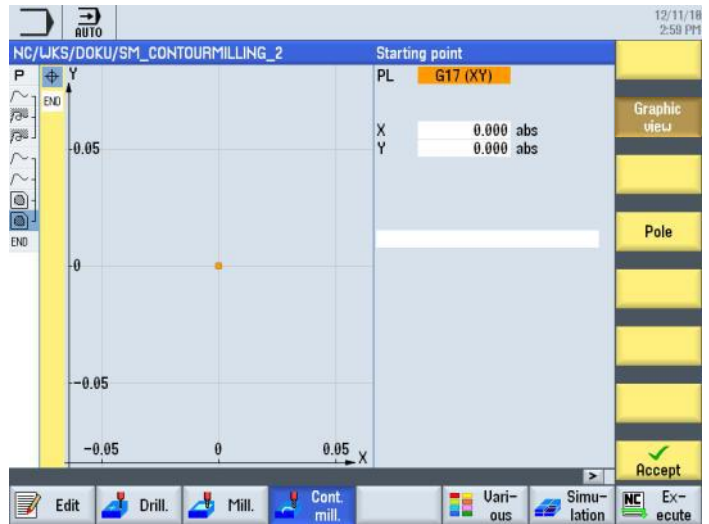 AUTO
12/11/18
2:59 PM
NC/WKS/DOKU/SM_CONTOURMILLING_2
Starting point
P
END
END
Y
0.05
0
-0.05
-0.05
0
0.05
X
PL G17 (XY)
X 0.000 abs
Y 0.000 abs
Graphic
view
Pole
Accept
>
Edit
Drill.
Mill.
Cont.
mill.
Vari-
ous
Simu-
lation
NC
Ex-
ecute